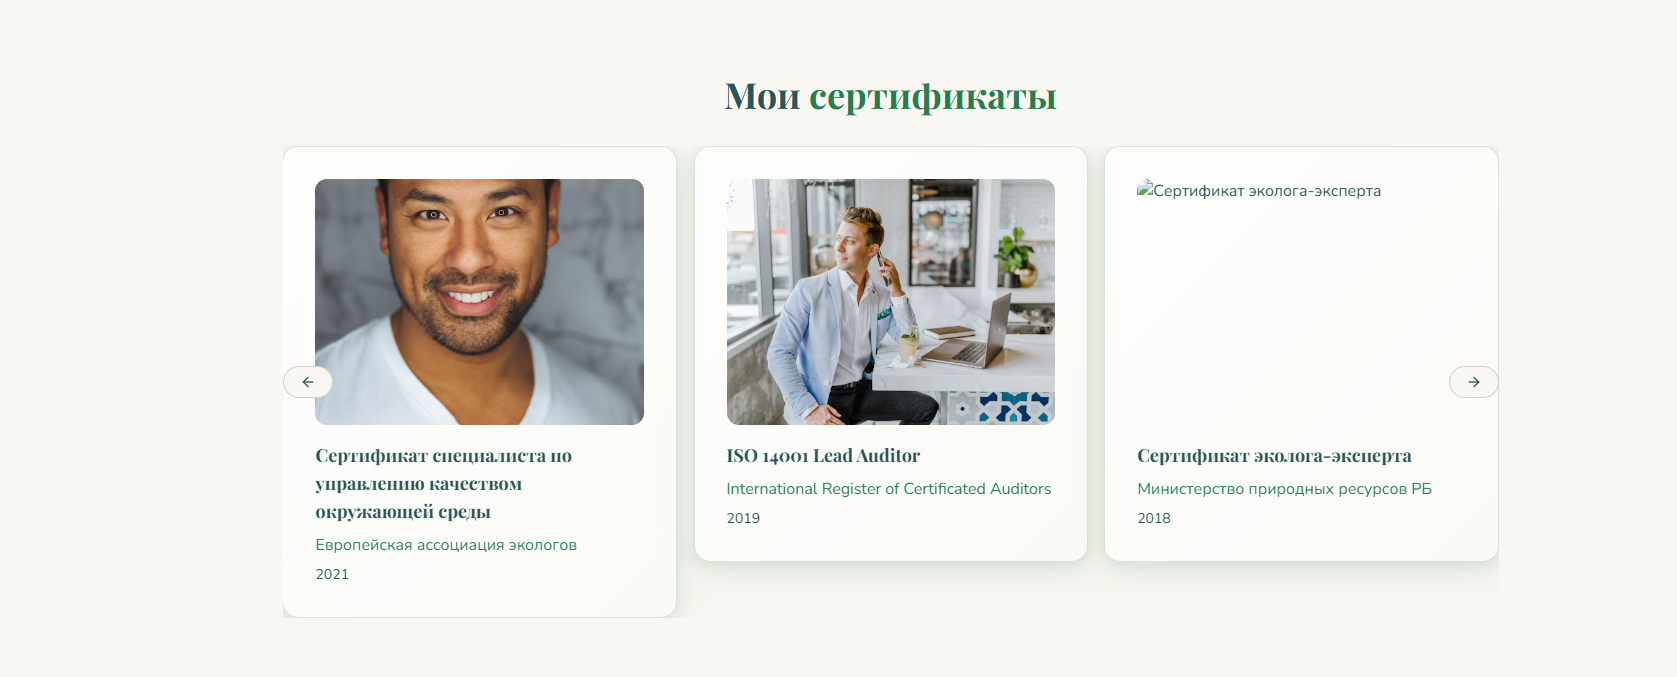 Мои сертификаты
Сертификат специалиста по
управлению качеством
окружающей среды
Европейская ассоциация экологов
2021
ISO 14001 Lead Auditor
International Register of Certificated Auditors
2019
Сертификат эколога-эксперта
Сертификат эколога-эксперта
Министерство природных ресурсов РБ
2018